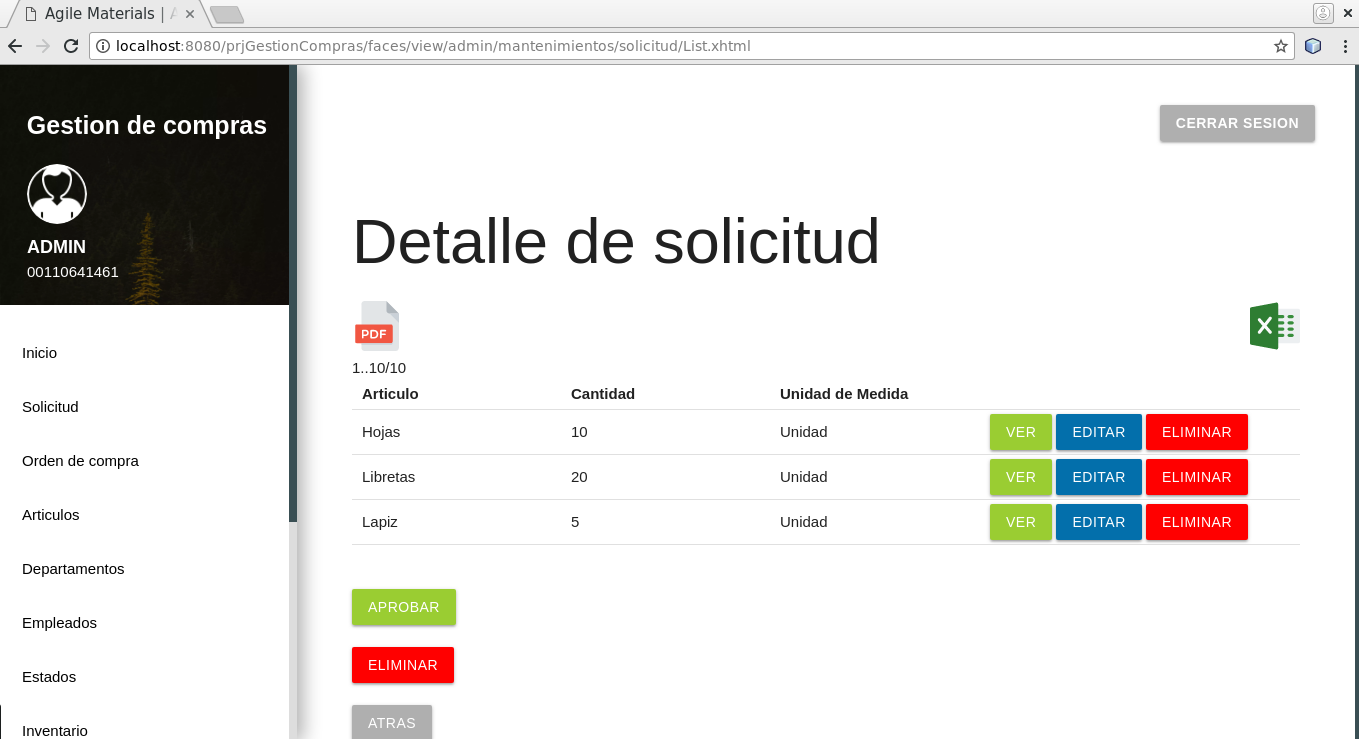 Agile Materials | A
localhost:8080/prjGestionCompras/faces/view/admin/mantenimientos/solicitud/List.xhtml
Gestion de compras
ADMIN
00110641461
Inicio
Solicitud
Orden de compra
Articulos
Departamentos
Empleados
Estados
Inventario
CERRAR SESION
Detalle de solicitud
PDF
X
1..10/10
Articulo Cantidad Unidad de Medida
Hojas 10 Unidad VER EDITAR ELIMINAR
Libretas 20 Unidad VER EDITAR ELIMINAR
Lapiz 5 Unidad VER EDITAR ELIMINAR
APROBAR
ELIMINAR
ATRAS